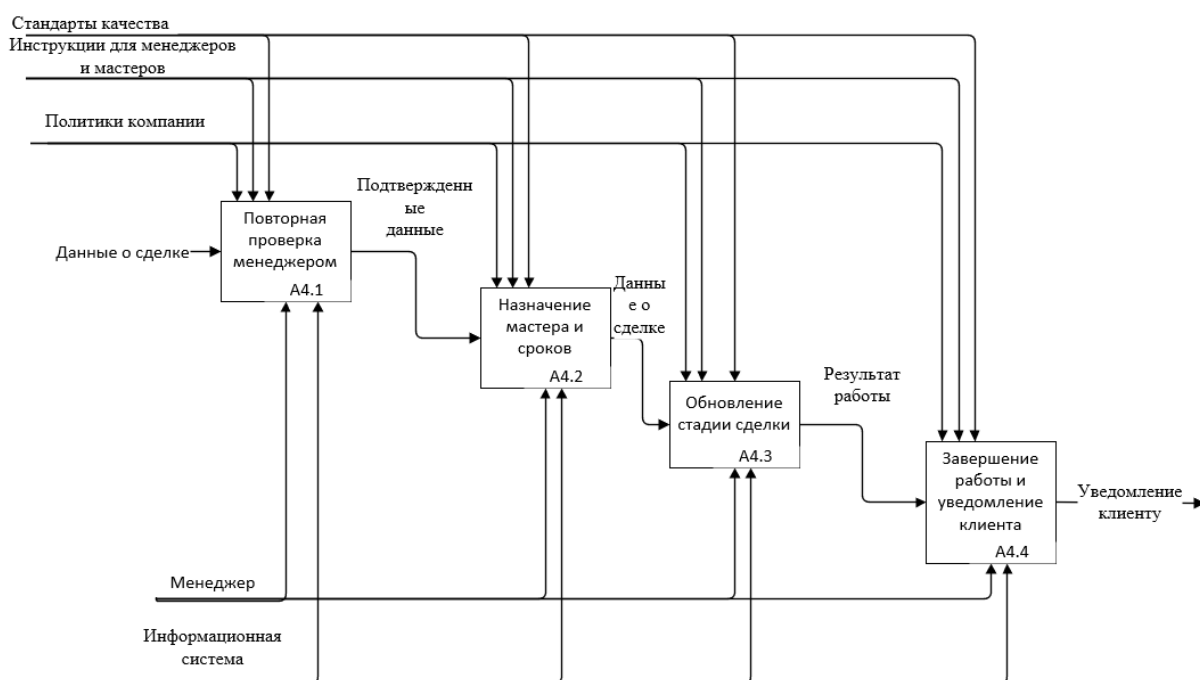 Стандарты качества
Инструкции для менеджеров
и мастеров
Политики компании
Подтвержденн
ые
данные
Повторная
проверка
менеджером
A4.1
Данные о сделке
Данны
е о
сделке
Назначение
мастера и
сроков
A4.2
Результат
работы
Обновление
стадии сделки
A4.3
Завершение
работы и
уведомление
клиента
A4.4
Уведомление
клиенту
Менеджер
Информационная
система